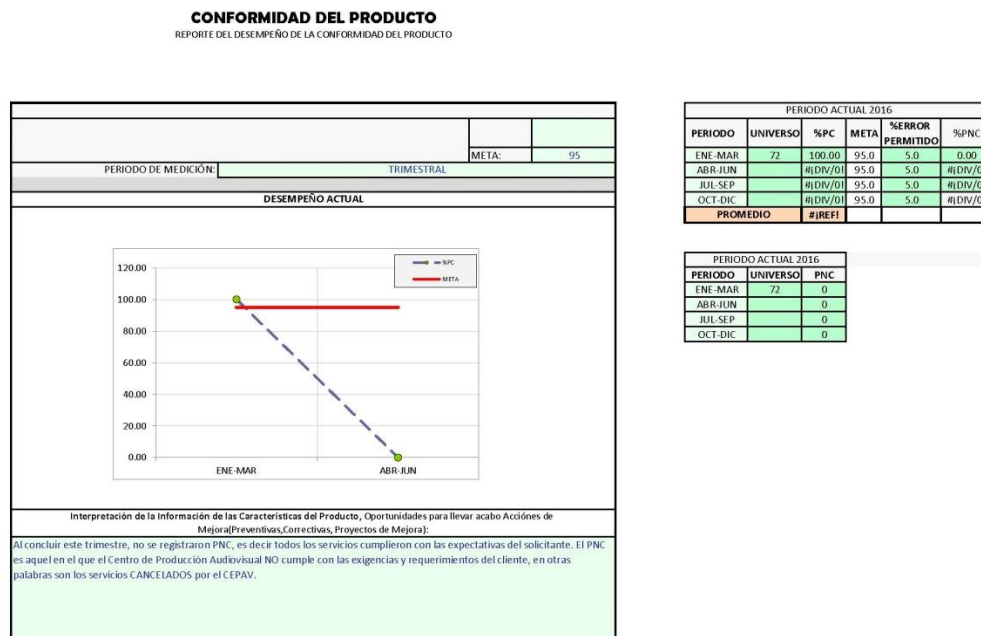 CONFORMIDAD DEL PRODUCTO
REPORTE DEL DESEMPEÑO DE LA CONFORMIDAD DEL PRODUCTO
META: 95
PERIODO DE MEDICIÓN: TRIMESTRAL
DESEMPEÑO ACTUAL
120.00
100.00
80.00
60.00
40.00
20.00
0.00
ENE-MAR ABR-JUN
%PC
META
Interpretación de la Información de las Características del Producto, Oportunidades para llevar acabo Acciónes de
Mejora(Preventivas,Correctivas, Proyectos de Mejora):
Al concluir este trimestre, no se registraron PNC, es decir todos los servicios cumplieron con las expectativas del solicitante. El PNC
es aquel en el que el Centro de Producción Audiovisual NO cumple con las exigencias y requerimientos del cliente, en otras
palabras son los servicios CANCELADOS por el CEPAV.
PERIODO ACTUAL 2016
PERIODO UNIVERSO %PC META %ERROR PERMITIDO %PNC
ENE-MAR 72 100.00 95.0 5.0 0.00
ABR-JUN #¡DIV/0! 95.0 5.0 #¡DIV/0
JUL-SEP #¡DIV/0! 95.0 5.0 #¡DIV/0
OCT-DIC #¡DIV/0! 95.0 5.0 #¡DIV/0
PROMEDIO #¡REF!
PERIODO ACTUAL 2016
PERIODO UNIVERSO PNC
ENE-MAR 72 0
ABR-JUN 0
JUL-SEP 0
OCT-DIC 0